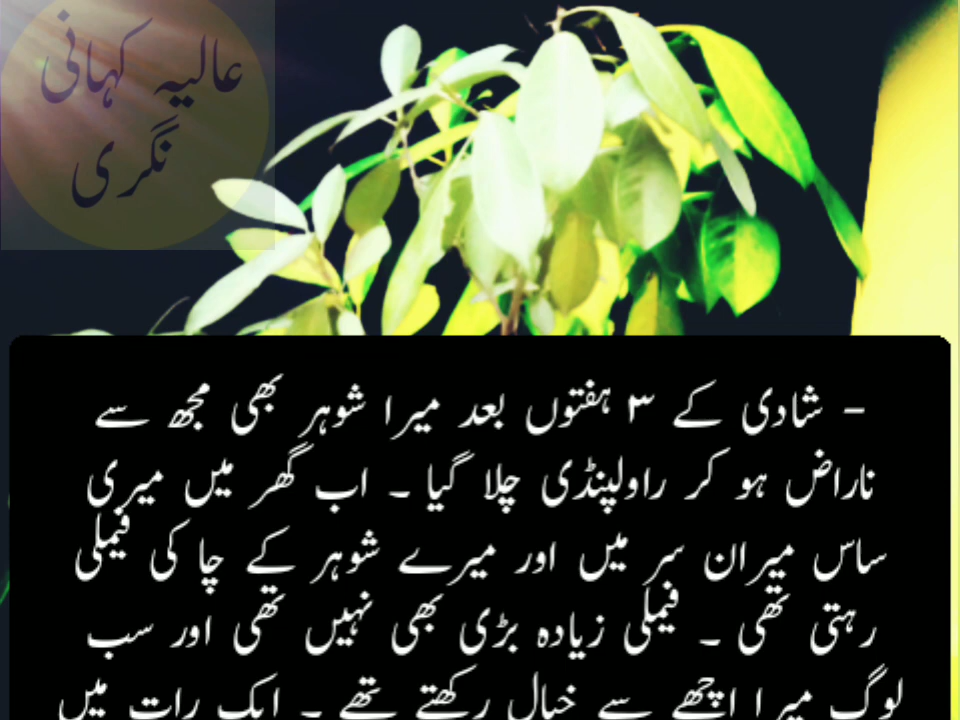 عالیہ کہانی
نگری
- شادی کے ٣ ہفتوں بعد میرا شوہر بھی مجھ سے
ناراض ہو کر راولپنڈی چلا گیا ۔ اب گھر میں میری
ساس میران سر میں اور میرے شوہر کے چا کی فیملی
رہتی تھی ۔ فیملی زیادہ بڑی بھی نہیں تھی اور سب
لوگ میرا اچھے سے خیال رکھتے تھے ۔ ایک رات میں